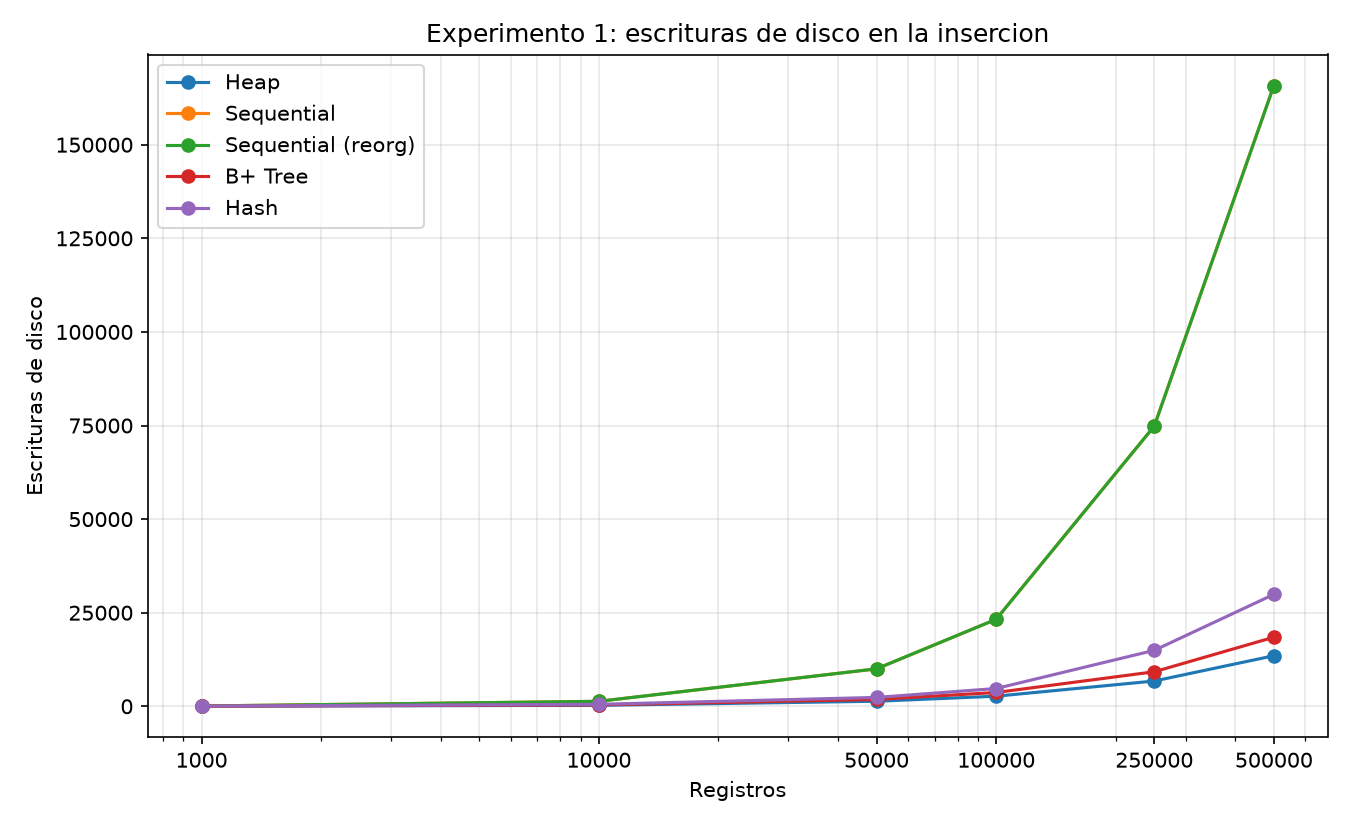 Experimento 1: escrituras de disco en la insercion
Heap
Sequential
Sequential (reorg)
B+ Tree
Hash
150000
125000
100000
75000
50000
25000
0
Escrituras de disco
1000 10000 50000 100000 250000 500000
Registros